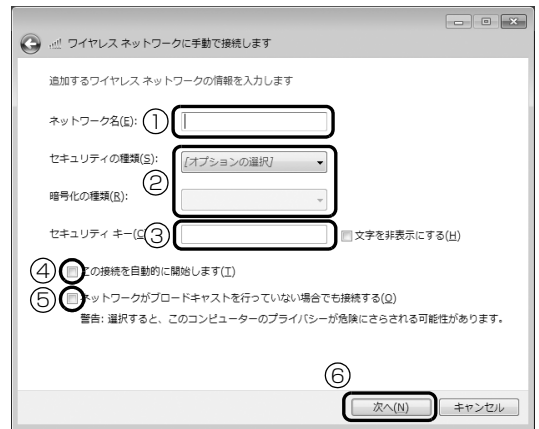 ワイヤレス ネットワークに手動で接続します
追加するワイヤレス ネットワークの情報を入力します
ネットワーク名(E): ①
セキュリティの種類(S): [オプションの選択]
②
暗号化の種類(R):
セキュリティ キー(C ③ 文字を非表示にする(H)
④ この接続を自動的に開始します(T)
⑤ ネットワークがブロードキャストを行っていない場合でも接続する(O)
警告: 選択すると、このコンピューターのプライバシーが危険にさらされる可能性があります。
⑥
次へ(N) キャンセル